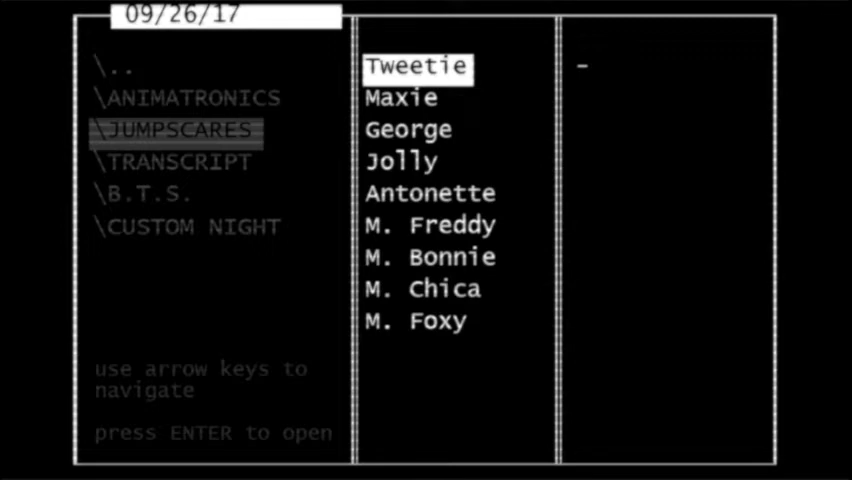 09/26/17
\..
\ANIMATRONICS
\JUMPSCARES
\TRANSCRIPT
\B.T.S.
\CUSTOM NIGHT
use arrow keys to
navigate
press ENTER to open
Tweetie
Maxie
George
Jolly
Antonette
M. Freddy
M. Bonnie
M. Chica
M. Foxy
-